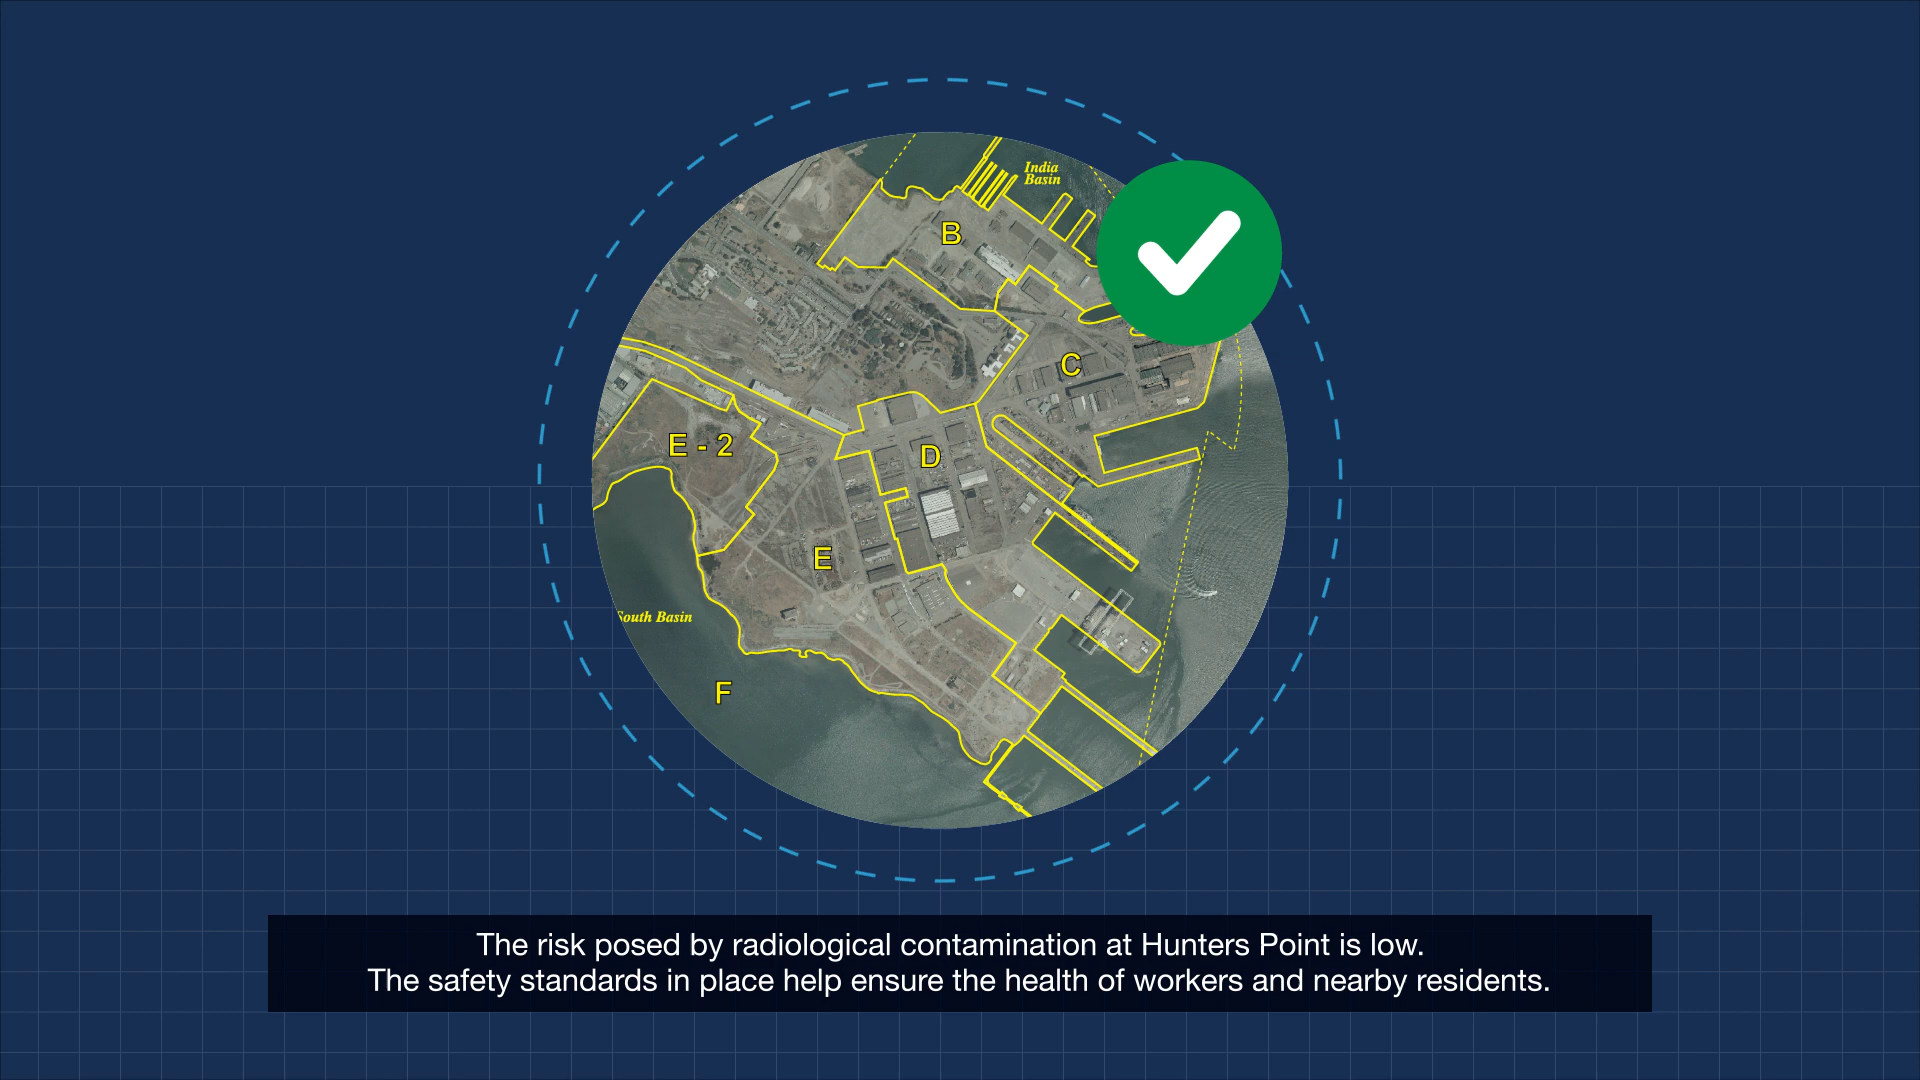 India
Basin
B
C
E - 2
D
E
South Basin
F
The risk posed by radiological contamination at Hunters Point is low.
The safety standards in place help ensure the health of workers and nearby residents.